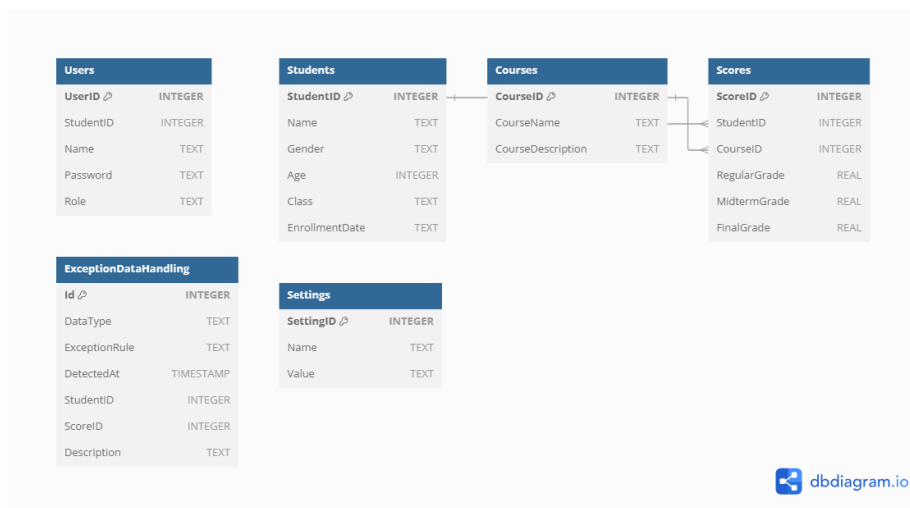 Users
UserID INTEGER
StudentID INTEGER
Name TEXT
Password TEXT
Role TEXT
Students
StudentID INTEGER
Name TEXT
Gender TEXT
Age INTEGER
Class TEXT
EnrollmentDate TEXT
Courses
CourseID INTEGER
CourseName TEXT
CourseDescription TEXT
Scores
ScoreID INTEGER
StudentID INTEGER
CourseID INTEGER
RegularGrade REAL
MidtermGrade REAL
FinalGrade REAL
ExceptionDataHandling
Id INTEGER
DataType TEXT
ExceptionRule TEXT
DetectedAt TIMESTAMP
StudentID INTEGER
ScoreID INTEGER
Description TEXT
Settings
SettingID INTEGER
Name TEXT
Value TEXT
dbdiagram.io